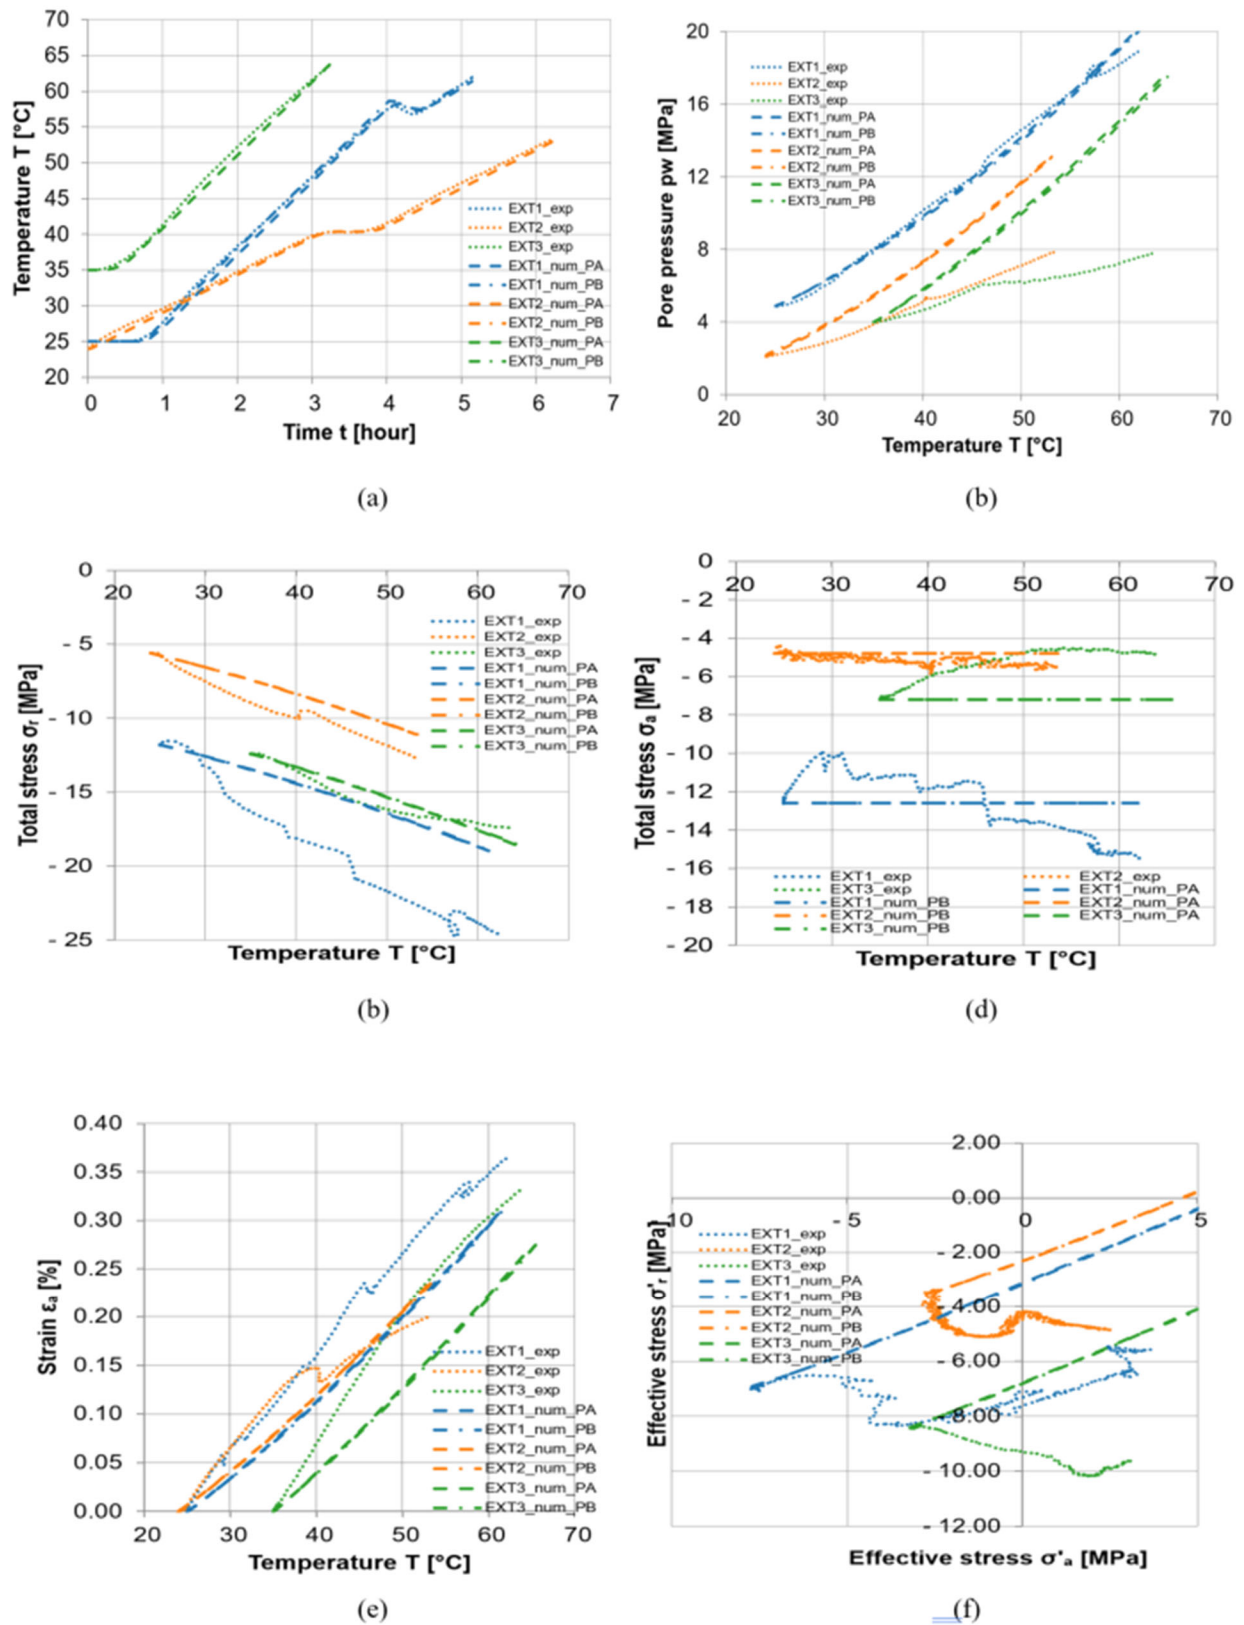 70
65
60
55
50
45
40
35
30
25
20
0 1 2 3 4 5 6 7
Temperature T [°C]
Time t [hour]
EXT1_exp
EXT2_exp
EXT3_exp
EXT1_num_PA
EXT1_num_PB
EXT2_num_PA
EXT2_num_PB
EXT3_num_PA
EXT3_num_PB
(a)
20
16
12
8
4
0
20 30 40 50 60 70
Pore pressure pw [MPa]
Temperature T [°C]
EXT1_exp
EXT2_exp
EXT3_exp
EXT1_num_PA
EXT1_num_PB
EXT2_num_PA
EXT2_num_PB
EXT3_num_PA
EXT3_num_PB
(b)
0
20 30 40 50 60 70
- 5
- 10
- 15
- 20
- 25
Total stress σr [MPa]
Temperature T [°C]
EXT1_exp
EXT2_exp
EXT3_exp
EXT1_num_PA
EXT1_num_PB
EXT2_num_PA
EXT2_num_PB
EXT3_num_PA
EXT3_num_PB
(b)
0
20 30 40 50 60 70
- 2
- 4
- 6
- 8
- 10
- 12
- 14
- 16
- 18
- 20
Total stress σa [MPa]
Temperature T [°C]
EXT1_exp EXT2_exp
EXT3_exp EXT1_num_PA
EXT1_num_PB EXT2_num_PA
EXT2_num_PB EXT3_num_PA
EXT3_num_PB
(d)
0.40
0.35
0.30
0.25
0.20
0.15
0.10
0.05
0.00
20 30 40 50 60 70
Strain εa [%]
Temperature T [°C]
EXT1_exp
EXT2_exp
EXT3_exp
EXT1_num_PA
EXT1_num_PB
EXT2_num_PA
EXT2_num_PB
EXT3_num_PA
EXT3_num_PB
(e)
2.00
0.00
-10 -5 0 5
- 2.00
-4.00
-6.00
-8.00
- 10.00
- 12.00
Effective stress σ'r [MPa]
Effective stress σ'a [MPa]
EXT1_exp
EXT2_exp
EXT3_exp
EXT1_num_PA
EXT1_num_PB
EXT2_num_PA
EXT2_num_PB
EXT3_num_PA
EXT3_num_PB
(f)